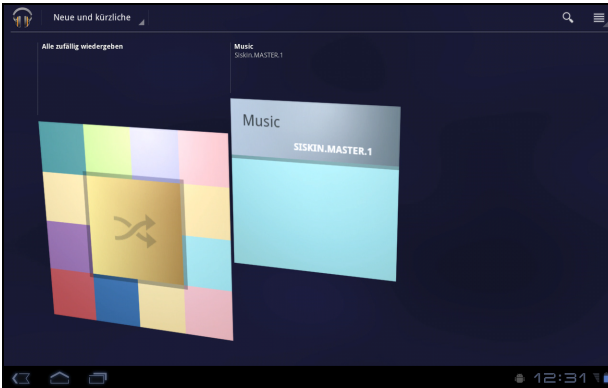 Neue und kürzliche
Alle zufällig wiedergeben
Music
Siskin.MASTER.1
Music
SISKIN.MASTER.1
12:31